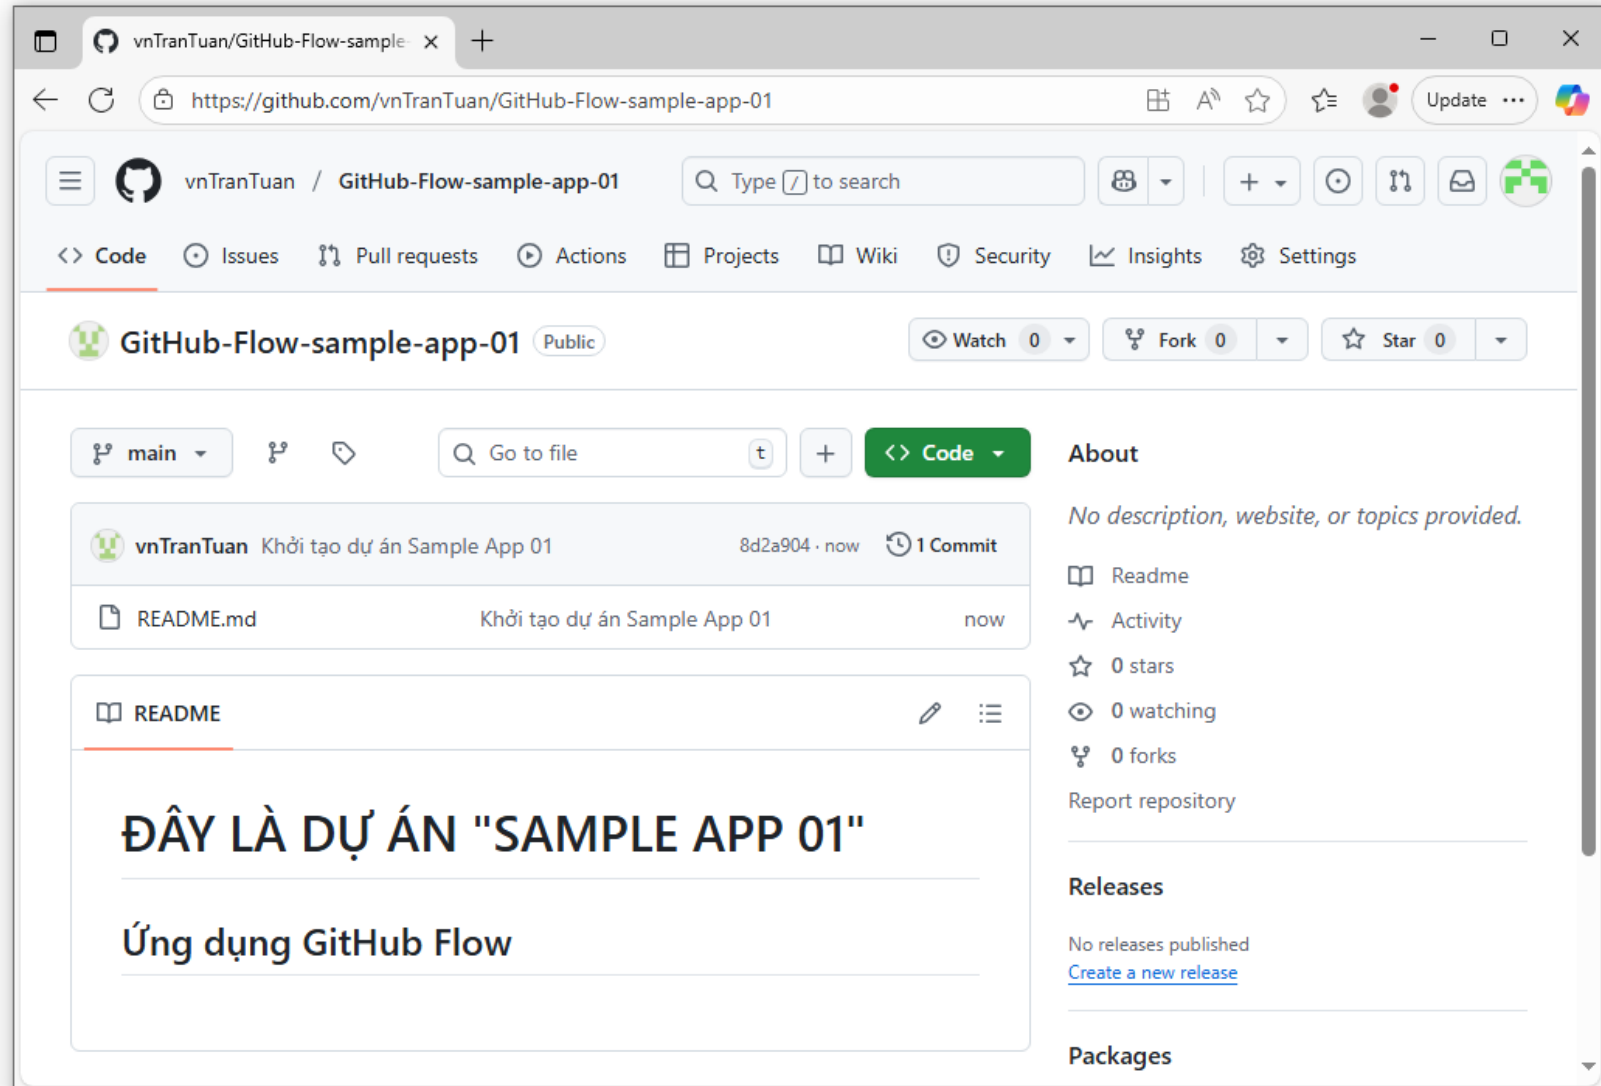 vnTranTuan/GitHub-Flow-sample-
https://github.com/vnTranTuan/GitHub-Flow-sample-app-01
Update
vnTranTuan / GitHub-Flow-sample-app-01
Type / to search
Code Issues Pull requests Actions Projects Wiki Security Insights Settings
GitHub-Flow-sample-app-01 Public
Watch 0 Fork 0 Star 0
main
Go to file t
Code
vnTranTuan Khởi tạo dự án Sample App 01 8d2a904 · now 1 Commit
README.md Khởi tạo dự án Sample App 01 now
README
ĐÂY LÀ DỰ ÁN "SAMPLE APP 01"
Ứng dụng GitHub Flow
About
No description, website, or topics provided.
Readme
Activity
0 stars
0 watching
0 forks
Report repository
Releases
No releases published
Create a new release
Packages